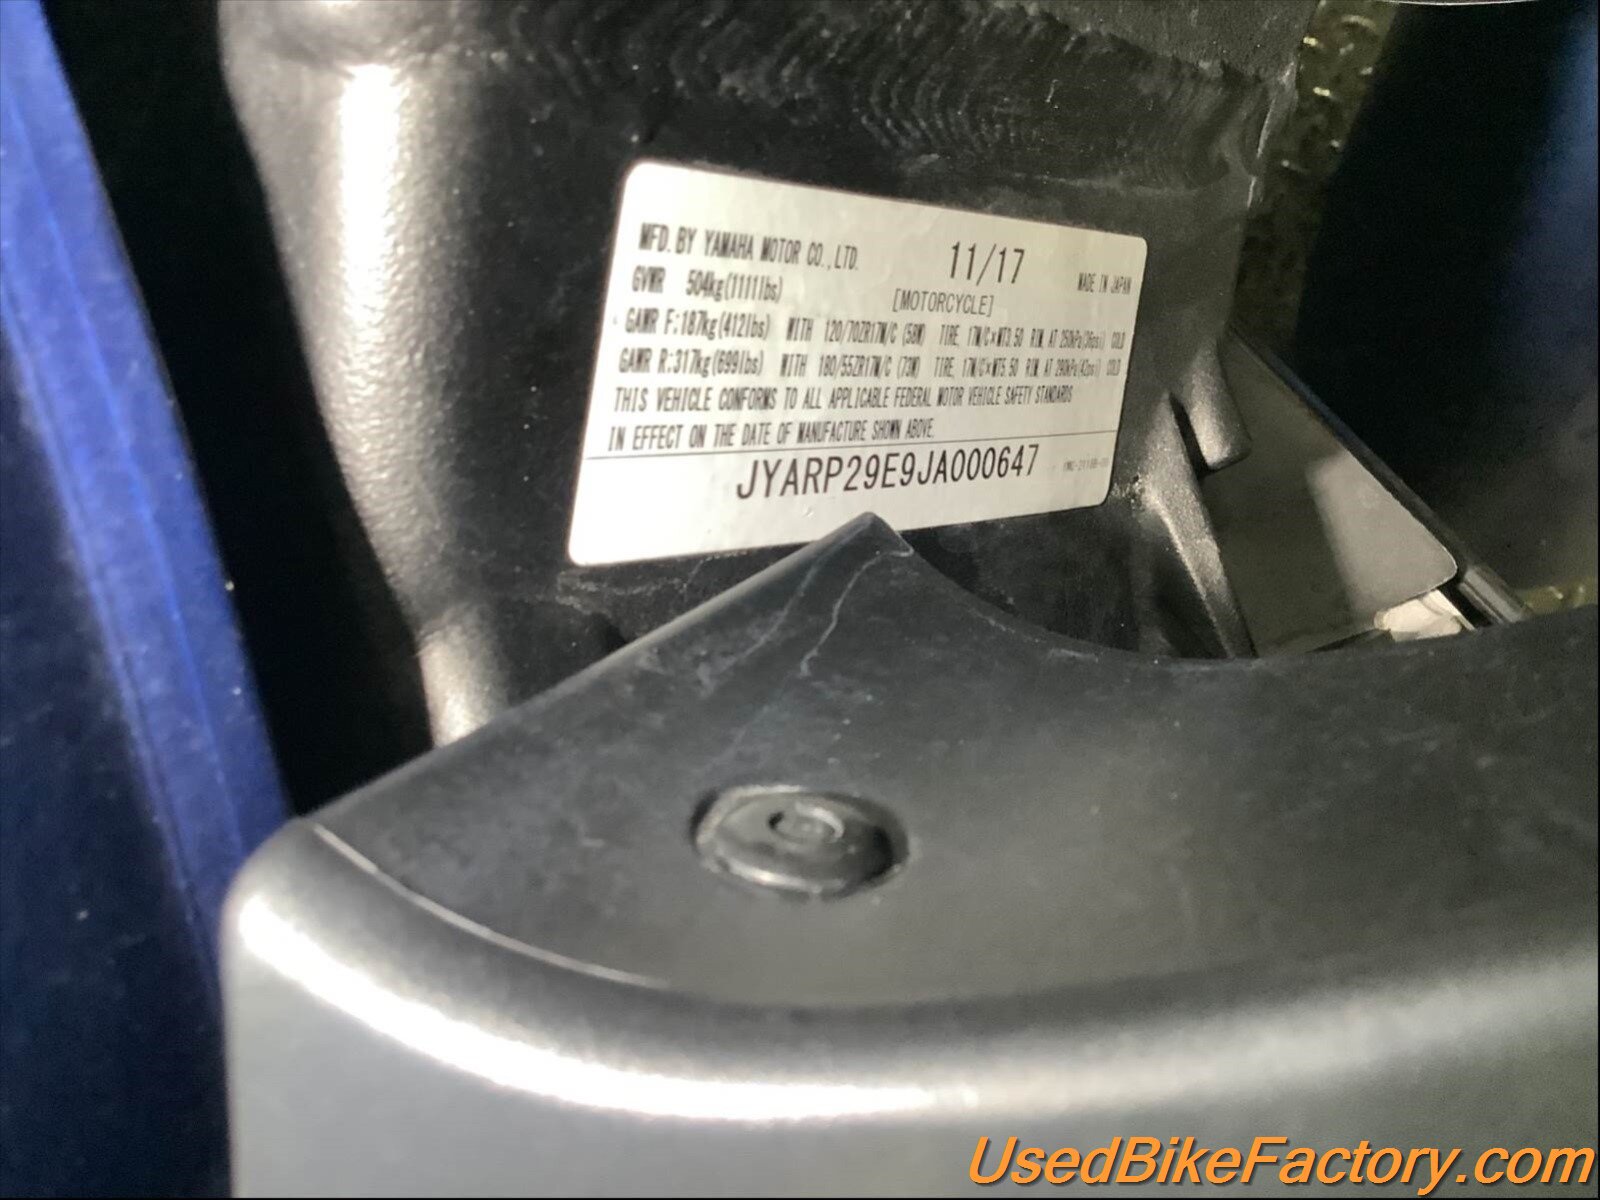 MFD. BY YAMAHA MOTOR CO., LTD. 11/17 MADE IN JAPAN
GVWR 504kg(1111lbs) [MOTORCYCLE]
GAWR F:187kg(412lbs) WITH 120/70ZR17M/C (58W) TIRE, 17M/C×MT3.50 RIM, AT 250kPa(36psi) COLD
GAWR R:317kg(699lbs) WITH 180/55ZR17M/C (73W) TIRE, 17M/C×MT5.50 RIM, AT 290kPa(42psi) COLD
THIS VEHICLE CONFORMS TO ALL APPLICABLE FEDERAL MOTOR VEHICLE SAFETY STANDARDS
IN EFFECT ON THE DATE OF MANUFACTURE SHOWN ABOVE.
JYARP29E9JA000647
UsedBikeFactory.com